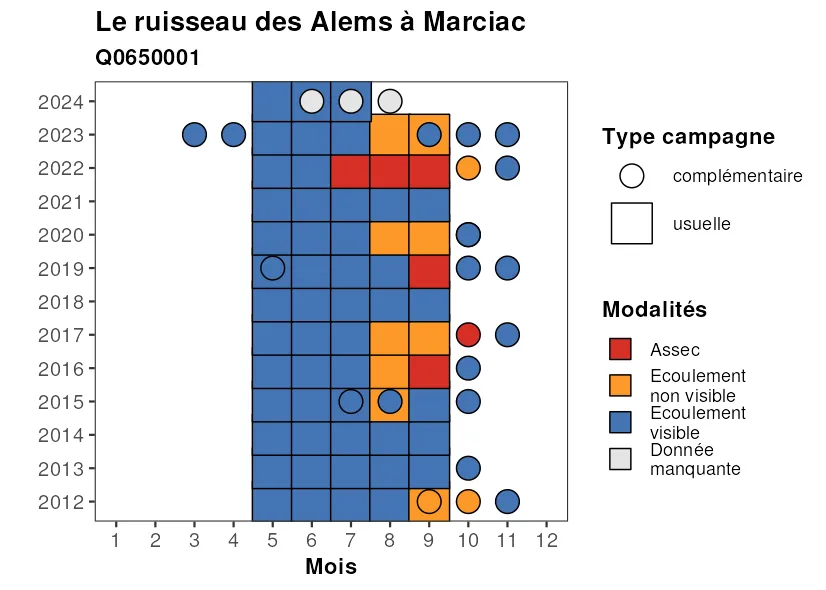 Le ruisseau des Alems à Marciac
Q0650001
2024
2023
2022
2021
2020
2019
2018
2017
2016
2015
2014
2013
2012
1 2 3 4 5 6 7 8 9 10 11 12
Mois
Type campagne
complémentaire
usuelle
Modalités
Assec
Ecoulement
non visible
Ecoulement
visible
Donnée
manquante